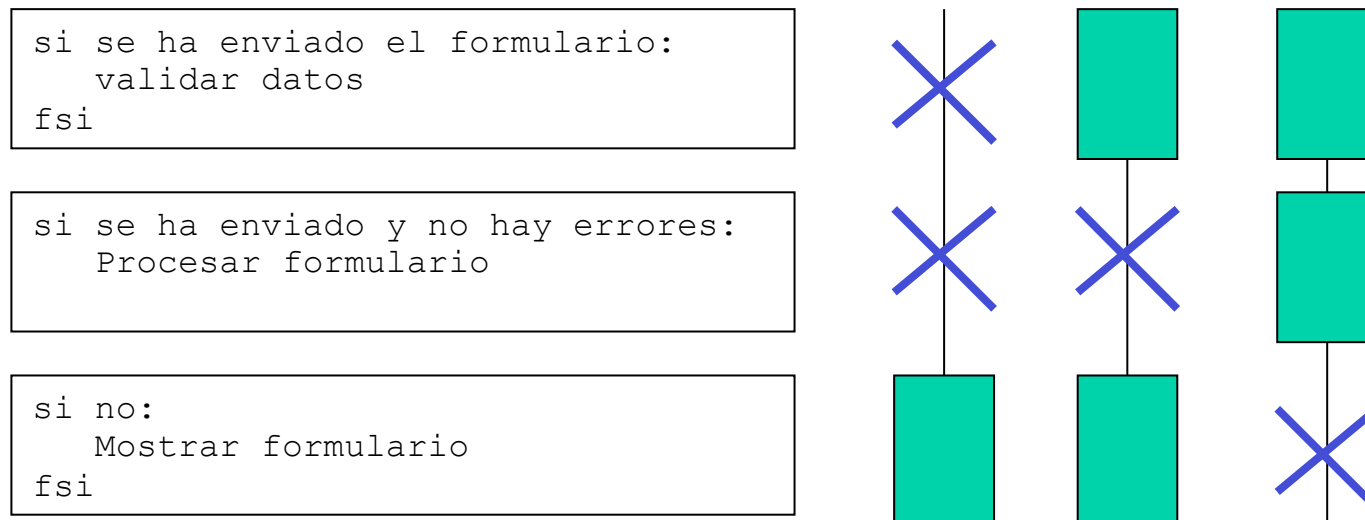 si se ha enviado el formulario:
validar datos
fsi
si se ha enviado y no hay errores:
Procesar formulario
si no:
Mostrar formulario
fsi